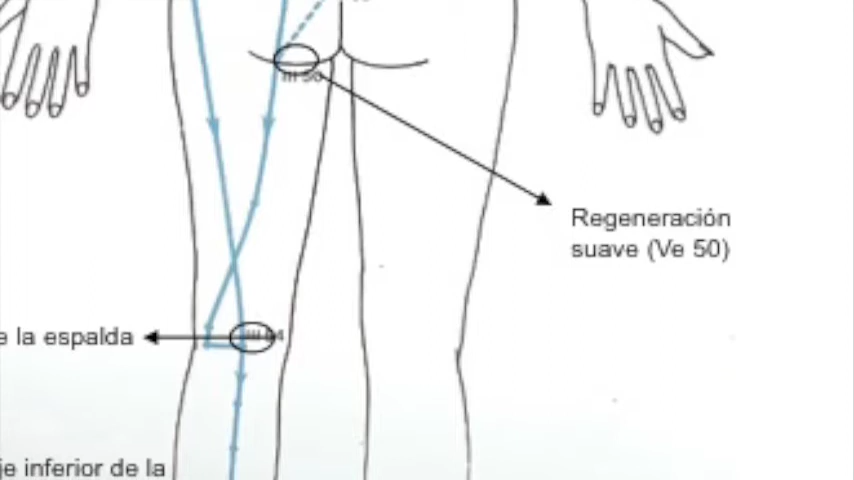 Regeneración
suave (Ve 50)
e la espalda
je inferior de la